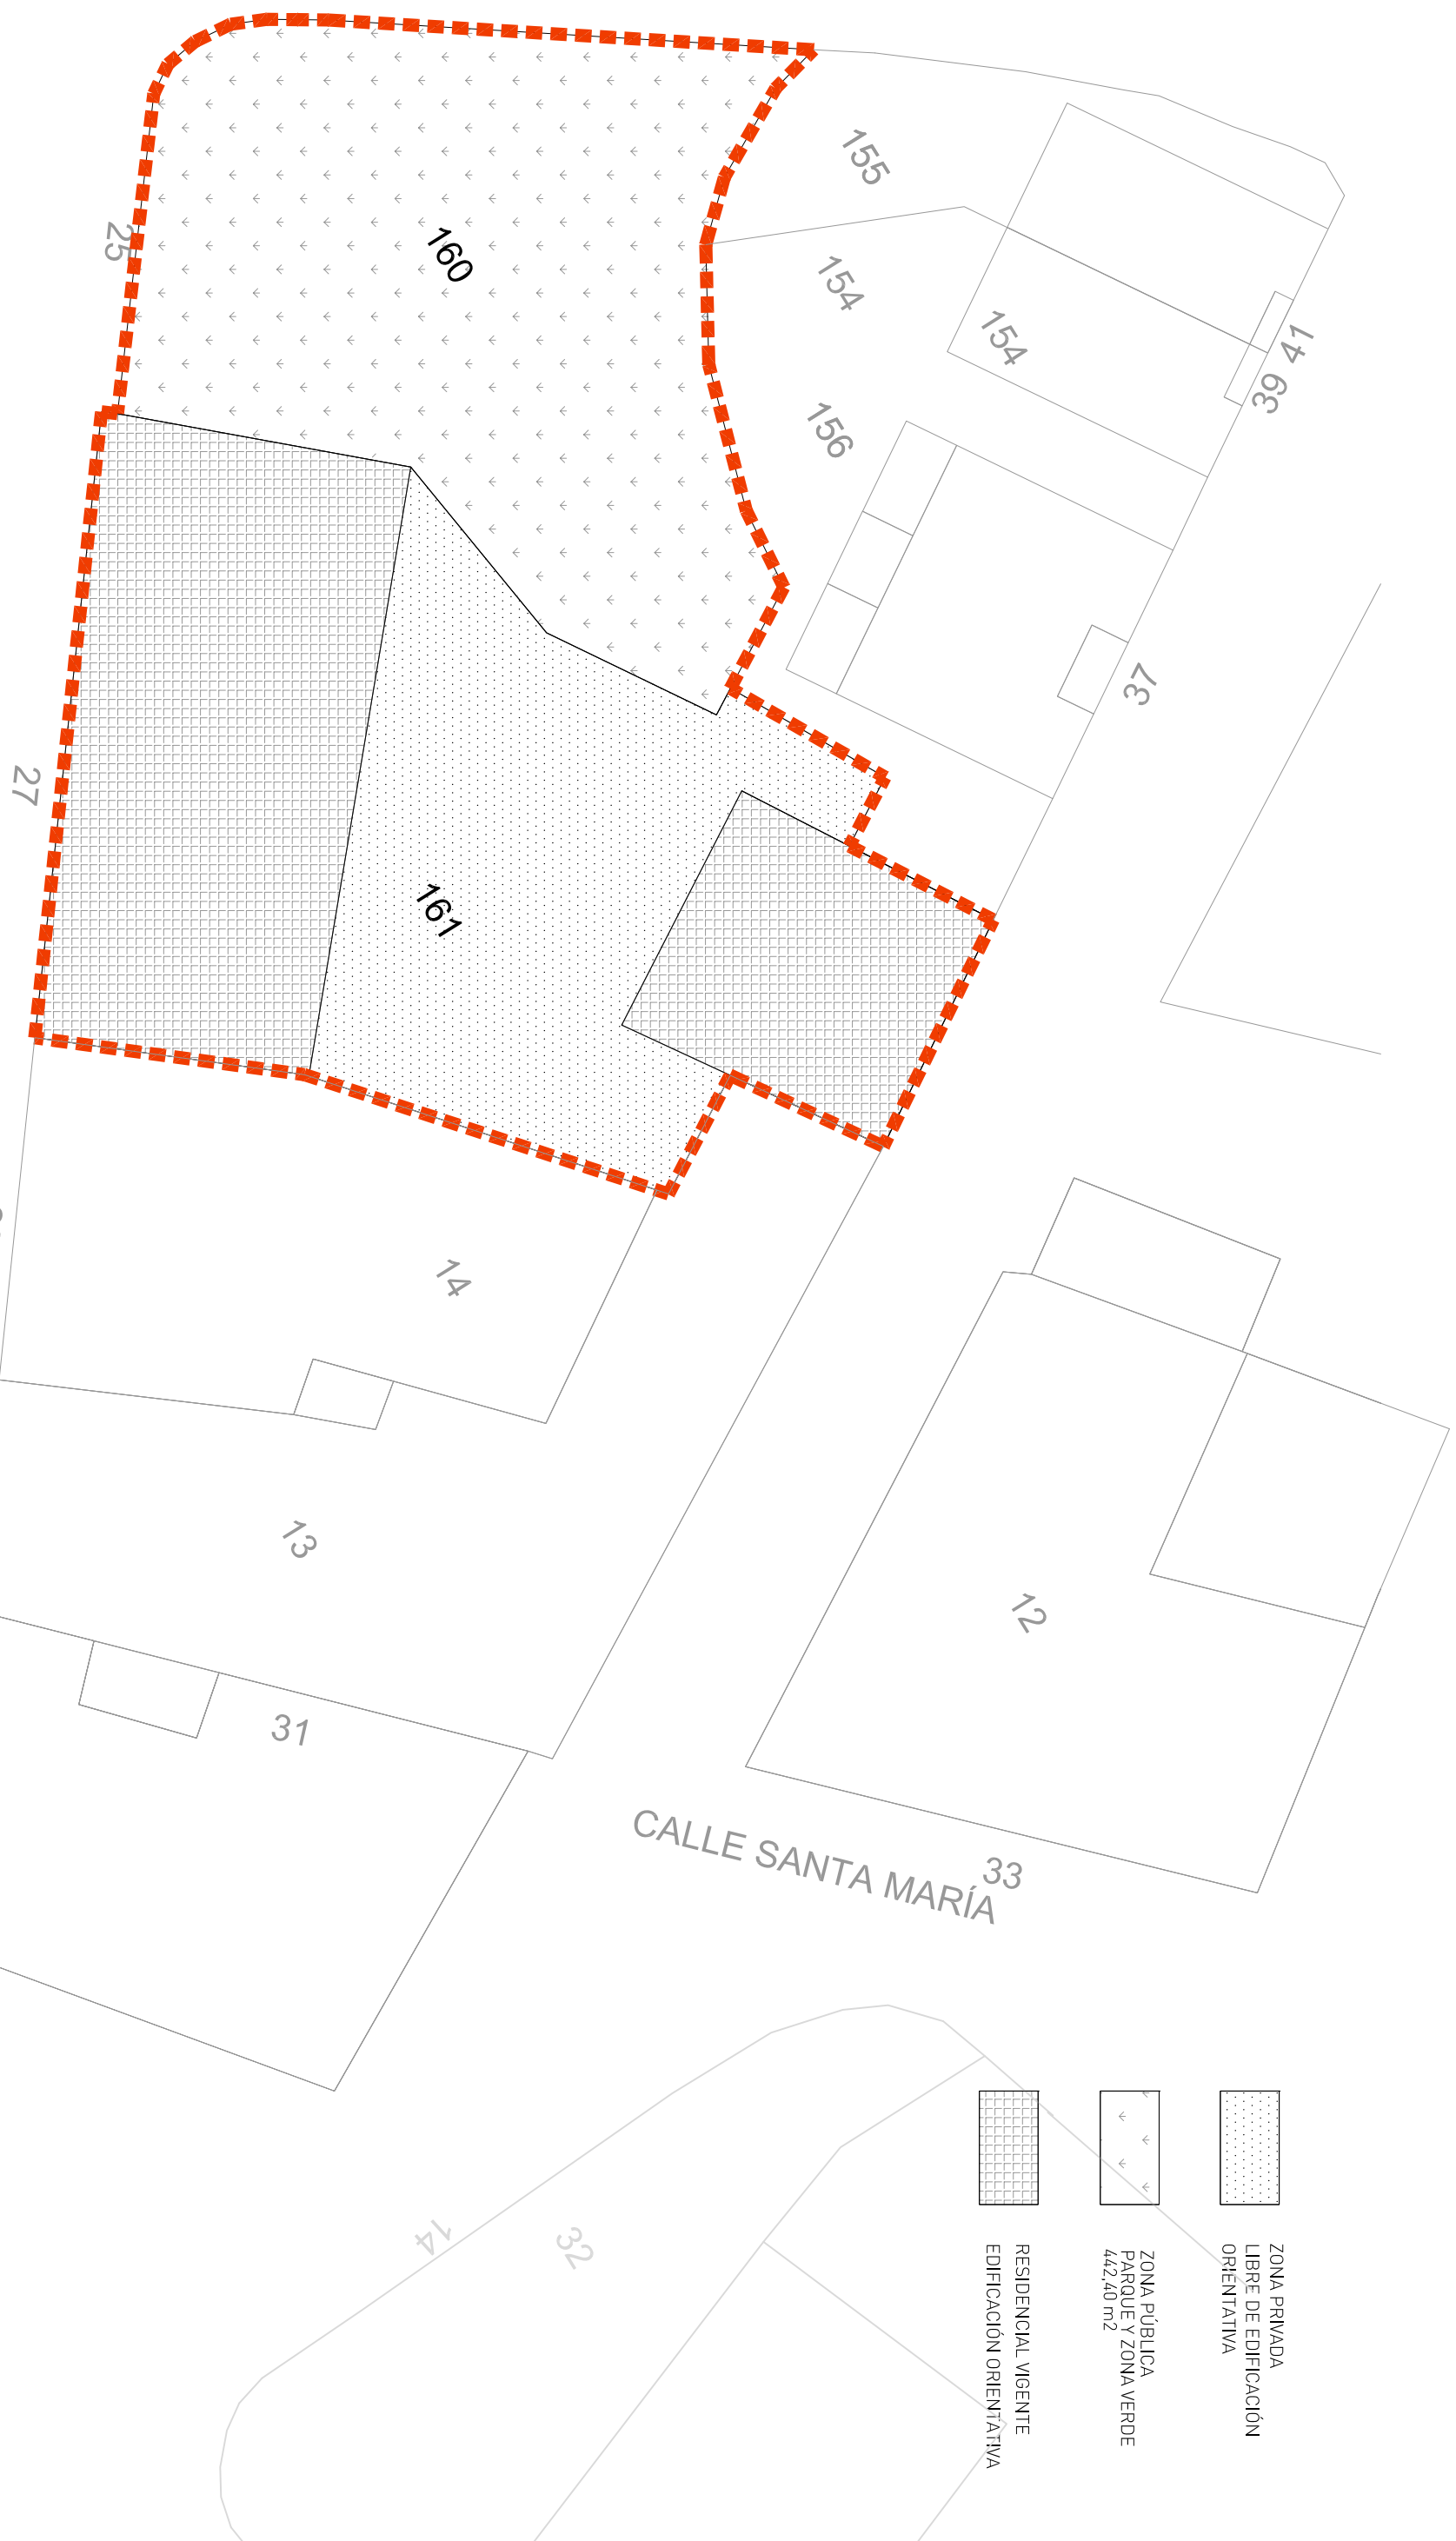 155
160
25
154
154
41
39
156
37
27
161
14
13
12
31
CALLE SANTA MARÍA
33
14
32
ZONA PRIVADA
LIBRE DE EDIFICACIÓN
ORIENTATIVA
ZONA PÚBLICA
PARQUE Y ZONA VERDE
442,40 m2
RESIDENCIAL VIGENTE
EDIFICACIÓN ORIENTATIVA